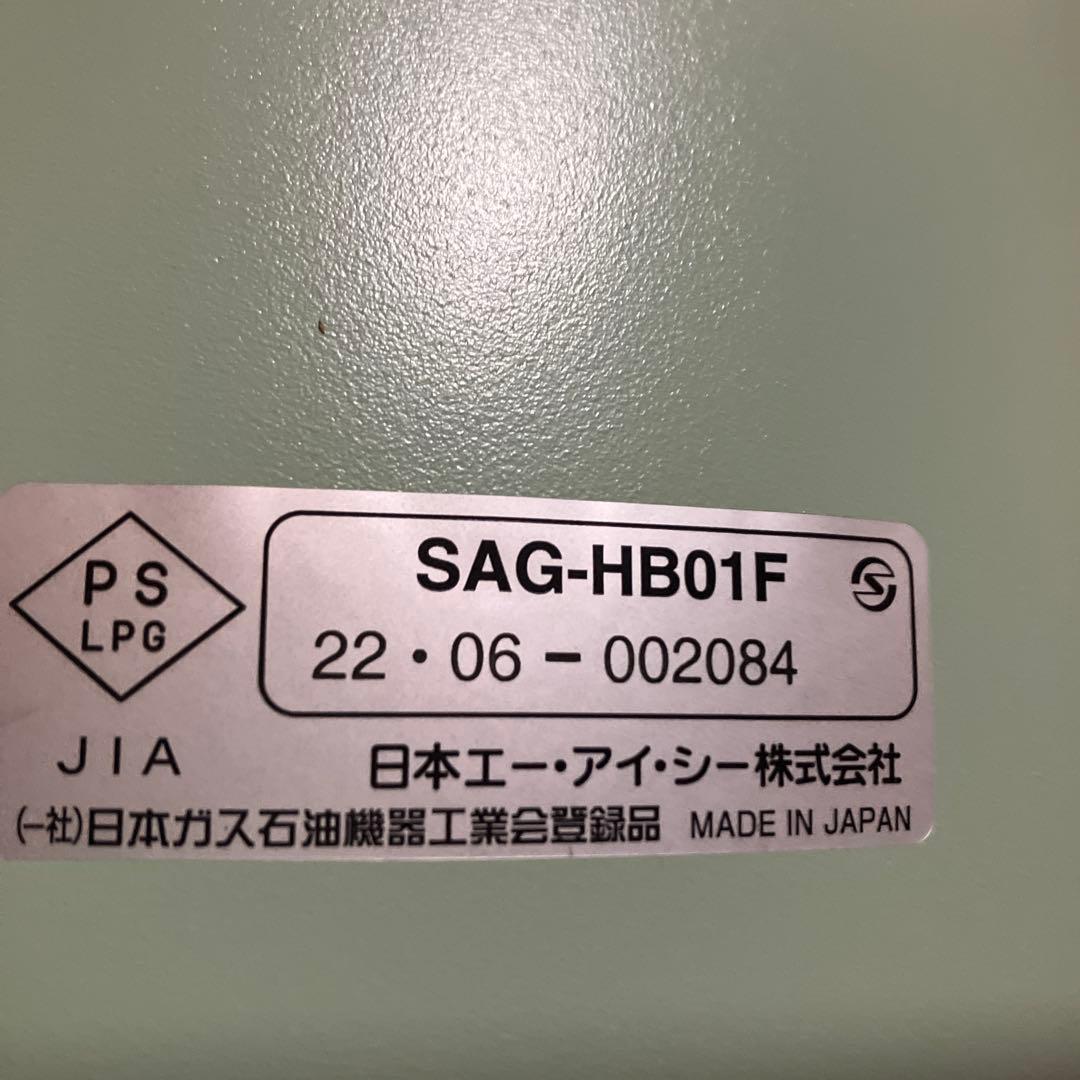 PS
LPG
SAG-HB01F
22・06-002084
JIA
日本エー・アイ・シー株式会社
(一社)日本ガス石油機器工業会登録品 MADE IN JAPAN